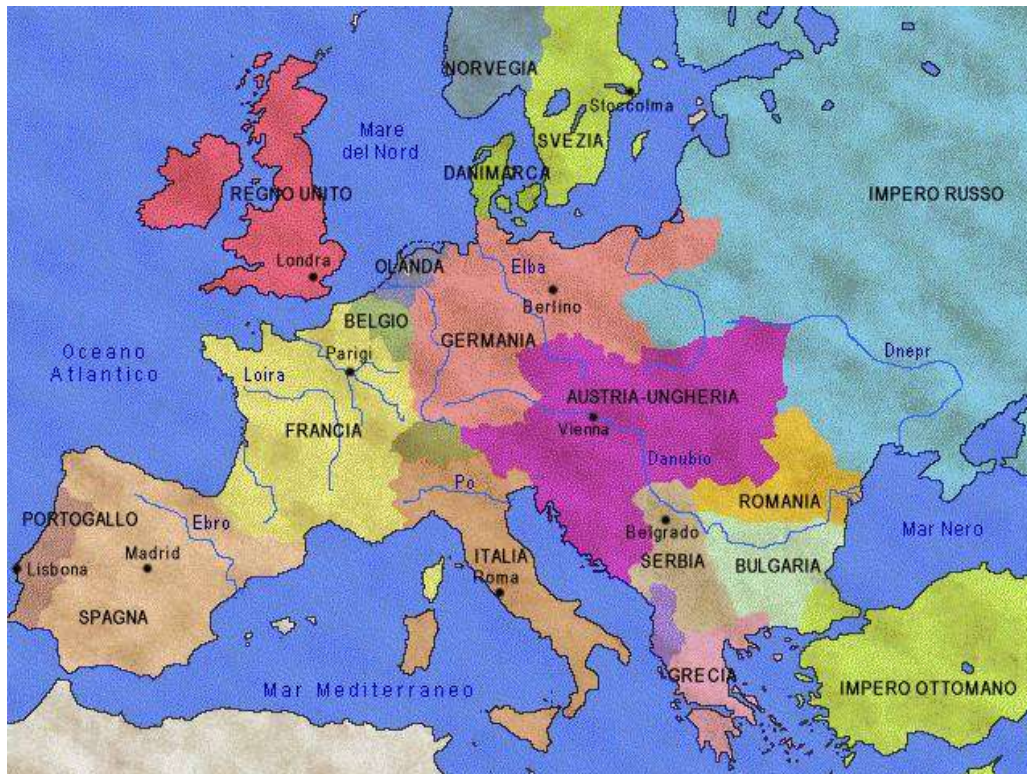 NORVEGIA
Stoccolma
SVEZIA
Mare
del Nord
DANIMARCA
REGNO UNITO
IMPERO RUSSO
Londra
OLANDA
Elba
Berlino
BELGIO
GERMANIA
Oceano
Atlantico
Parigi
Loira
Dnepr
AUSTRIA-UNGHERIA
Vienna
FRANCIA
Danubio
Po
ROMANIA
PORTOGALLO
Ebro
Belgrado
Mar Nero
Madrid
Lisbona
ITALIA
Roma
SERBIA
BULGARIA
SPAGNA
GRECIA
Mar Mediterraneo
IMPERO OTTOMANO